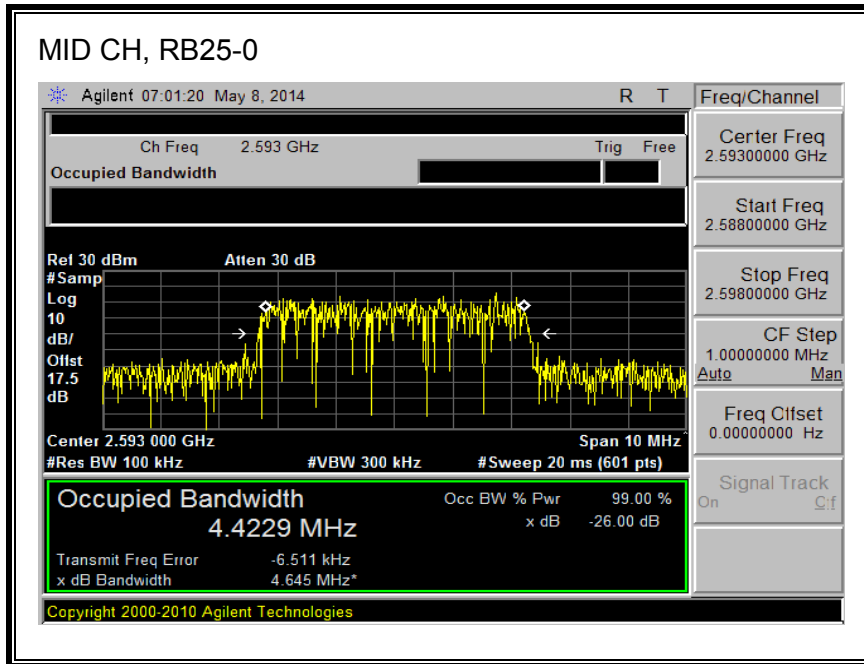 MID CH, RB25-0
Agilent 07:01:20 May 8, 2014 R T
Freq/Channel
Ch Freq 2.593 GHz Trig Free
Occupied Bandwidth
Center Freq
2.59300000 GHz
Start Freq
2.58800000 GHz
Stop Freq
2.59800000 GHz
CF Step
1.00000000 MHz
Auto Man
Freq Offset
0.00000000 Hz
Signal Track
On Off
Ref 30 dBm Atten 30 dB
#Samp
Log
10
dB/
Offst
17.5
dB
Center 2.593 000 GHz Span 10 MHz
#Res BW 100 kHz #VBW 300 kHz #Sweep 20 ms (601 pts)
Occupied Bandwidth
4.4229 MHz
Occ BW % Pwr 99.00 %
x dB -26.00 dB
Transmit Freq Error -6.511 kHz
x dB Bandwidth 4.645 MHz*
Copyright 2000-2010 Agilent Technologies